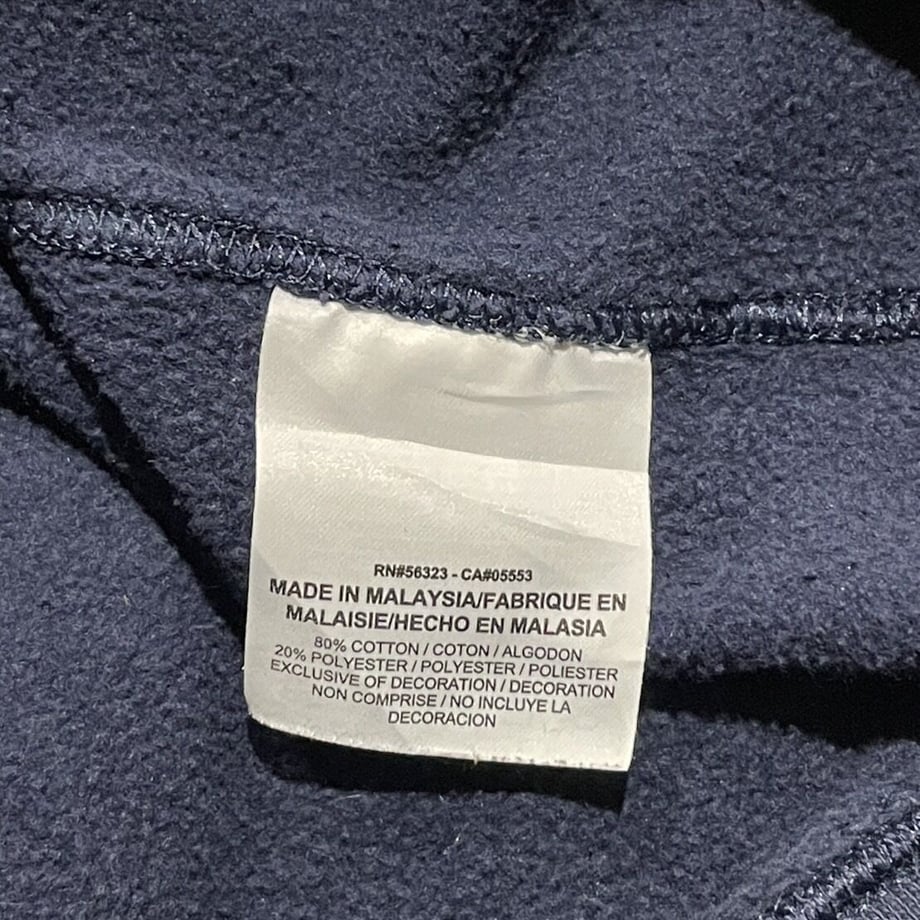 RN#56323 - CA#05553
MADE IN MALAYSIA/FABRIQUE EN
MALAISIE/HECHO EN MALASIA
80% COTTON / COTON / ALGODON
20% POLYESTER / POLYESTER / POLIESTER
EXCLUSIVE OF DECORATION / DECORATION
NON COMPRISE / NO INCLUYE LA
DECORACION